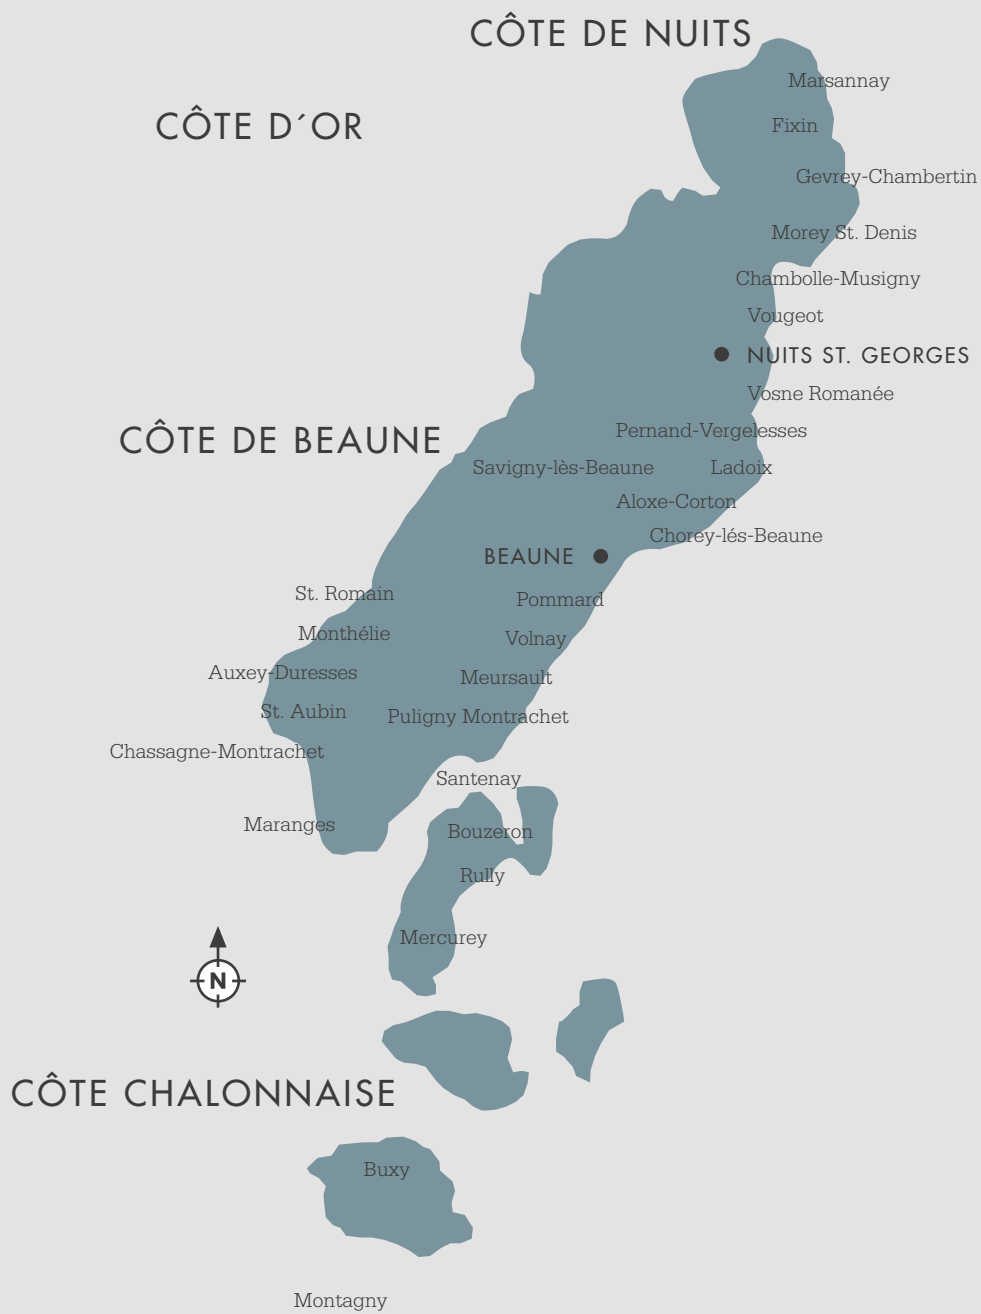 CÔTE DE NUITS
Marsannay
CÔTE D´OR
Fixin
Gevrey-Chambertin
Morey St. Denis
Chambolle-Musigny
Vougeot
NUITS ST. GEORGES
Vosne Romanée
Pernand-Vergelesses
CÔTE DE BEAUNE
Savigny-lès-Beaune
Ladoix
Aloxe-Corton
Chorey-lés-Beaune
BEAUNE
St. Romain
Pommard
Monthélie
Volnay
Auxey-Duresses
Meursault
St. Aubin
Puligny Montrachet
Chassagne-Montrachet
Santenay
Maranges
Bouzeron
Rully
Mercurey
N
CÔTE CHALONNAISE
Buxy
Montagny